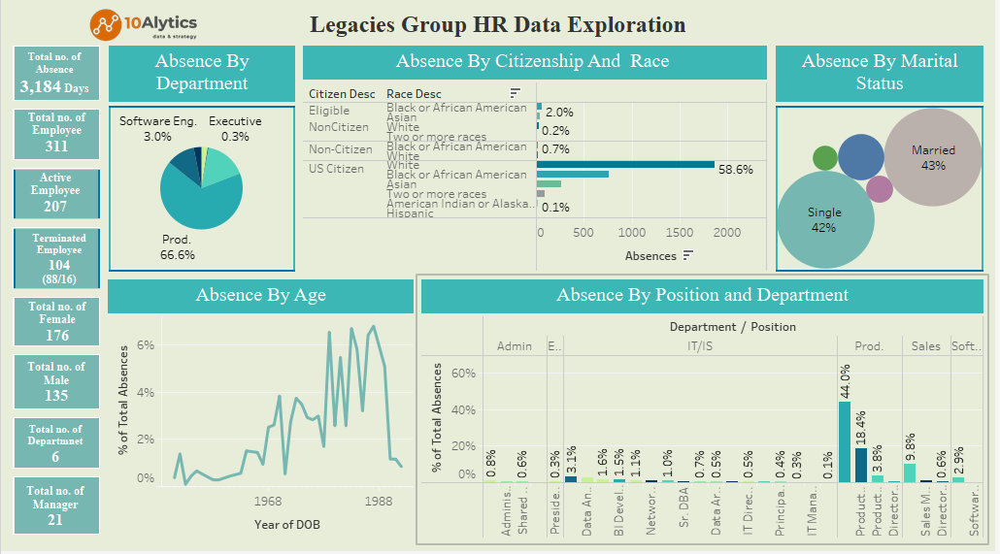 10Alytics
data & strategy
Legacies Group HR Data Exploration
Total no. of
Absence
3,184 Days
Total no. of
Employee
311
Active
Employee
207
Terminated
Employee
104
(88/16)
Total no. of
Female
176
Total no. of
Male
135
Total no. of
Departmnet
6
Total no. of
Manager
21
Absence By
Department
Software Eng.
3.0%
Executive
0.3%
Prod.
66.6%
Absence By Citizenship And Race
Citizen Desc
Race Desc
Eligible
Black or African American
Asian
2.0%
NonCitizen
White
Two or more races
0.2%
Non-Citizen
Black or African American
White
0.7%
US Citizen
White
58.6%
Black or African American
Asian
Two or more races
American Indian or Alaska..
Hispanic
0.1%
0
500
1000
1500
2000
Absences
Absence By Marital
Status
Married
43%
Single
42%
Absence By Age
% of Total Absences
6%
4%
2%
0%
1968
1988
Year of DOB
Absence By Position and Department
Department / Position
Admin
E..
IT/IS
Prod.
Sales
Soft..
% of Total Absences
60%
40%
20%
0%
0.8%
0.6%
0.3%
3.1%
1.6%
1.5%
1.1%
1.0%
0.7%
0.5%
0.5%
0.4%
0.3%
0.1%
44.0%
18.4%
3.8%
9.8%
0.6%
2.9%
Adminis..
Shared ..
Preside..
Data An..
BI Devel..
Networ..
Sr. DBA
Data Ar..
IT Direc..
Principa..
IT Mana..
Product..
Product..
Director..
Sales M..
Director..
Softwar..